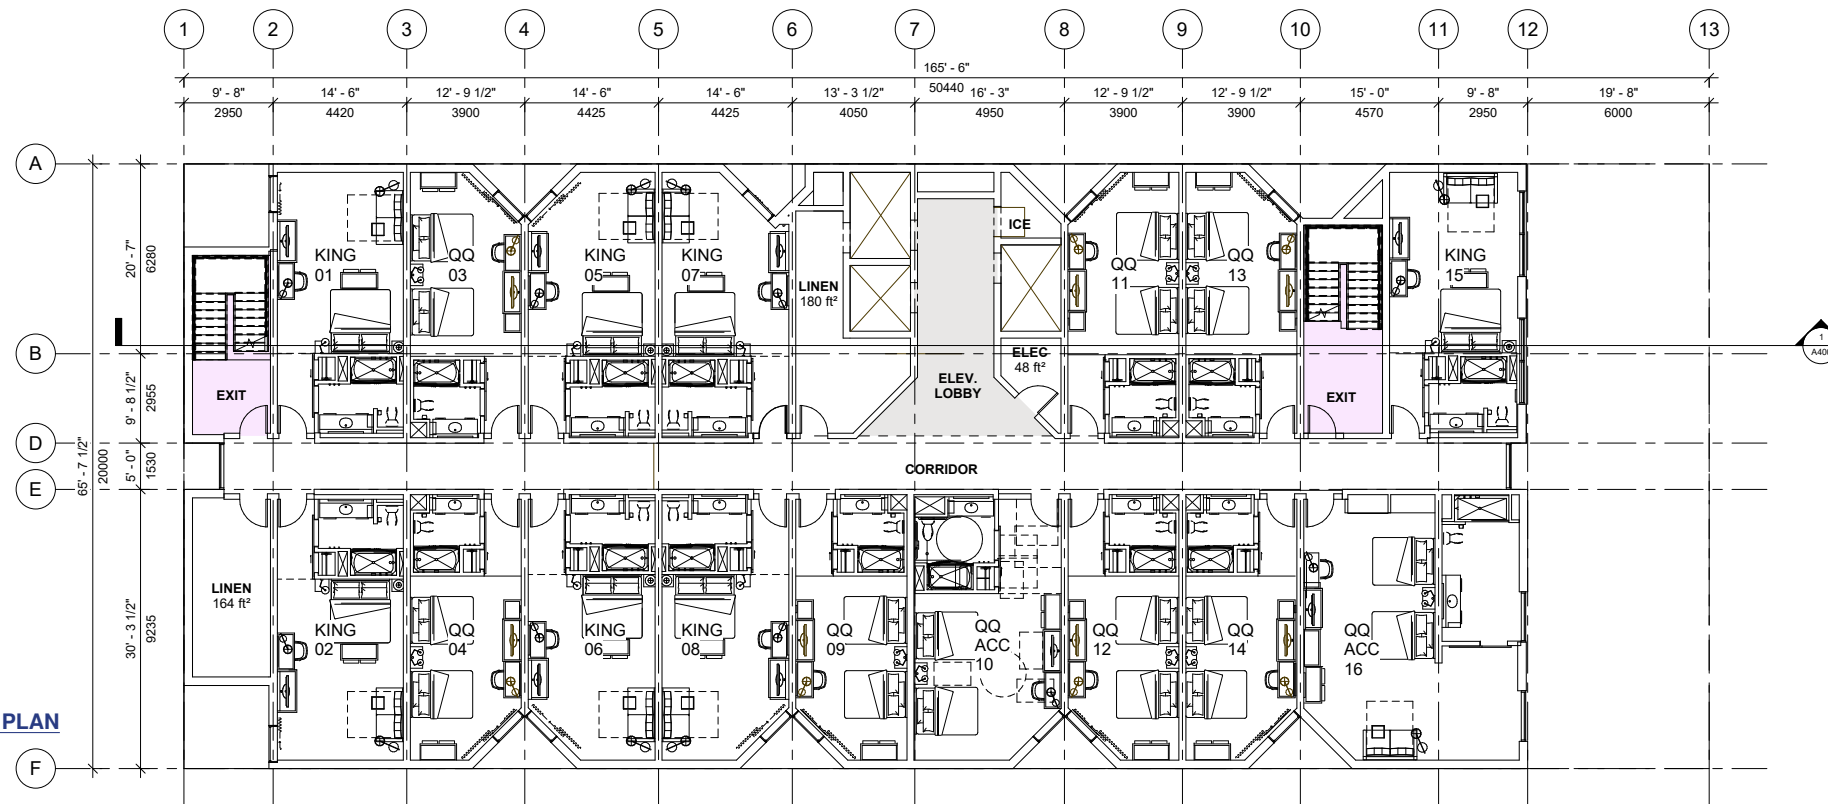 1 2 3 4 5 6 7 8 9 10 11 12 13
165' - 6"
50440
9' - 8" 14' - 6" 12' - 9 1/2" 14' - 6" 14' - 6" 13' - 3 1/2" 16' - 3" 12' - 9 1/2" 12' - 9 1/2" 15' - 0" 9' - 8" 19' - 8"
2950 4420 3900 4425 4425 4050 4950 3900 3900 4570 2950 6000
A
B
D
E
F
65' - 7 1/2"
20000
20' - 7"
6280
9' - 8 1/2"
2955
5' - 0"
1530
30' - 3 1/2"
9235
KING
01
QQ
03
KING
05
KING
07
LINEN
180 ft²
ICE
ELEC
48 ft²
ELEV.
LOBBY
QQ
11
QQ
13
KING
15
EXIT
EXIT
1
A400
CORRIDOR
LINEN
164 ft²
KING
02
QQ
04
KING
06
KING
08
QQ
09
QQ
ACC
10
QQ
12
QQ
14
QQ
ACC
16
PLAN